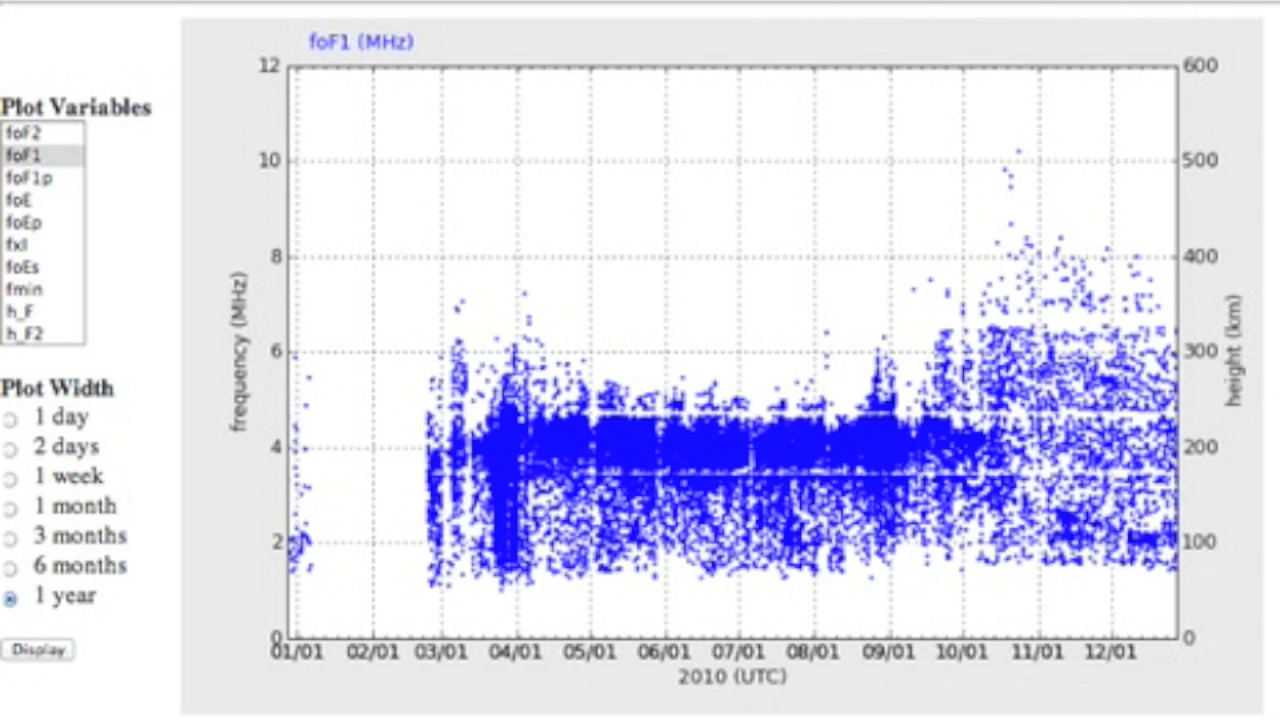 Plot Variables
foF2
foF1
foF1p
foE
foEp
fxI
foEs
fmin
h_F
h_F2
Plot Width
1 day
2 days
1 week
1 month
3 months
6 months
1 year
Display
foF1 (MHz)
12
10
8
6
4
2
0
frequency (MHz)
600
500
400
300
200
100
0
height (km)
01/01 02/01 03/01 04/01 05/01 06/01 07/01 08/01 09/01 10/01 11/01 12/01
2010 (UTC)